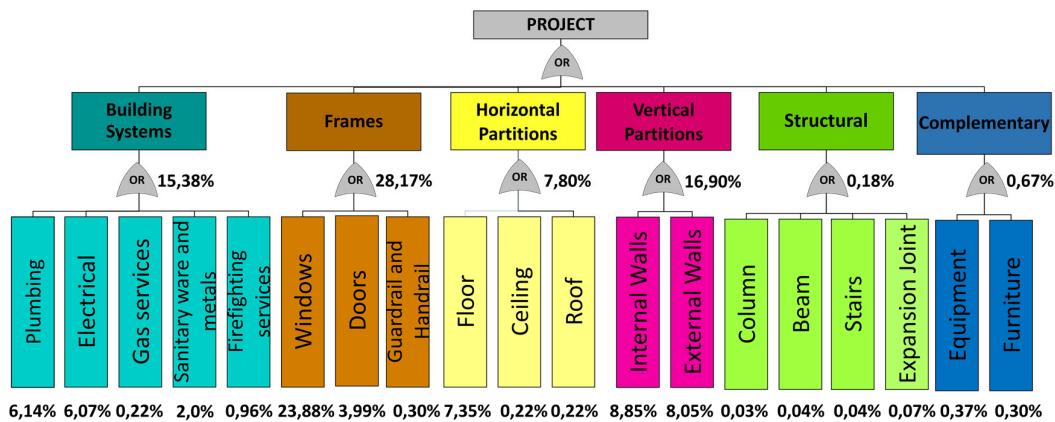 PROJECT
OR
Building
Systems
Frames
Horizontal
Partitions
Vertical
Partitions
Structural
Complementary
OR
15,38%
OR
28,17%
OR
7,80%
OR
16,90%
OR
0,18%
OR
0,67%
Plumbing
Electrical
Gas services
Sanitary ware and
metals
Firefighting
services
Windows
Doors
Guardrail and
Handrail
Floor
Ceiling
Roof
Internal Walls
External Walls
Column
Beam
Stairs
Expansion Joint
Equipment
Furniture
6,14%
6,07%
0,22%
2,0%
0,96%
23,88%
3,99%
0,30%
7,35%
0,22%
0,22%
8,85%
8,05%
0,03%
0,04%
0,04%
0,07%
0,37%
0,30%